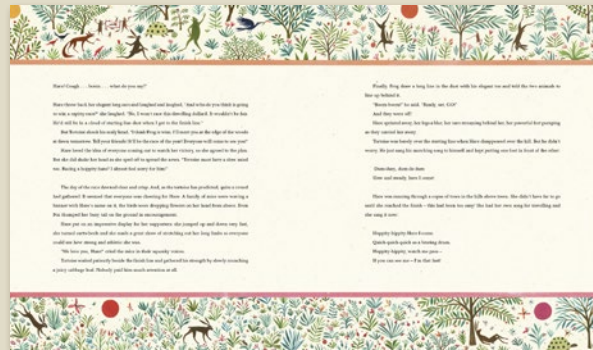 Hare? Cough . . . h-mm . . . what do you say?"
Hare threw back her elegant long ears and laughed and laughed. "And who do you think is going
to win, a squirty race?" she laughed. "No, I won't race this dawdling dullard. It wouldn't be fair.
He'd still be in a cloud of starting line dust when I got to the finish line."
But Tortoise shook his scaly head. "I think Frog is wise. I'll meet you at the edge of the woods
at dawn tomorrow. Tell your friends! It'll be the race of the year! Everyone will come to see you!"
Hare loved the idea of everyone coming out to watch her victory, so she agreed to the plan.
But she did shake her head as she sped off to spread the news. "Tortoise must have a slow mind
too. Racing a hoppity hare? I almost feel sorry for him!"
The day of the race dawned clear and crisp. And, as the tortoise has predicted, quite a crowd
had gathered. It seemed that everyone was cheering for Hare. A family of mice were waving a
banner with Hare's name on it, the birds were dropping flowers at her head from above. Even
Fox thumped her bushy tail on the ground in encouragement.
Hare put on an impressive display for her supporters: she jumped up and down very fast,
she turned cartwheels and she made a great show of stretching out her long limbs so everyone
could see how strong and athletic she was.
"We love you, Hare!" cried the mice in their squeaky voices.
Tortoise waited patiently beside the finish line and gathered his strength by slowly crunching
a juicy cabbage leaf. Nobody paid him much attention at all.
Finally, Frog drew a long line in the dust with his elegant toe and told the two animals to
line up behind it.
"Ready, set, GO!"
And they were off!
Hare sprinted away, her legs a blur, her ears streaming behind her, her powerful feet pumping
as they carried her away.
Tortoise was barely over the starting line when Hare disappeared over the hill. But he didn't
worry. He just sang his marching song to himself and kept putting one foot in front of the other:
Dum-dum, dum-da-dum
Slow and steady, here I come!
Hare was running through a copse of trees in the hills above town. She didn't have far to go
until she reached the finish – this had been too easy! She had her own song for travelling and
she sang it now:
Hoppity hippity Hare I come
Quick-quick-quick as a beating drum
Hoppity-hippity, watch me pass –
If you can see me – I'm that fast!